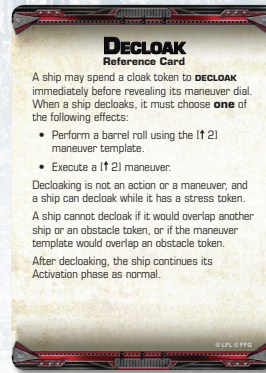 DECLOAK
Reference Card
A ship may spend a cloak token to DECLOAK
immediately before revealing its maneuver dial.
When a ship decloaks, it must choose one of
the following effects:
• Perform a barrel roll using the [⬆ 2]
maneuver template.
• Execute a [⬆ 2] maneuver.
Decloaking is not an action or a maneuver, and
a ship can decloak while it has a stress token.
A ship cannot decloak if it would overlap another
ship or an obstacle token, or if the maneuver
template would overlap an obstacle token.
After decloaking, the ship continues its
Activation phase as normal.
© LFL © FFG